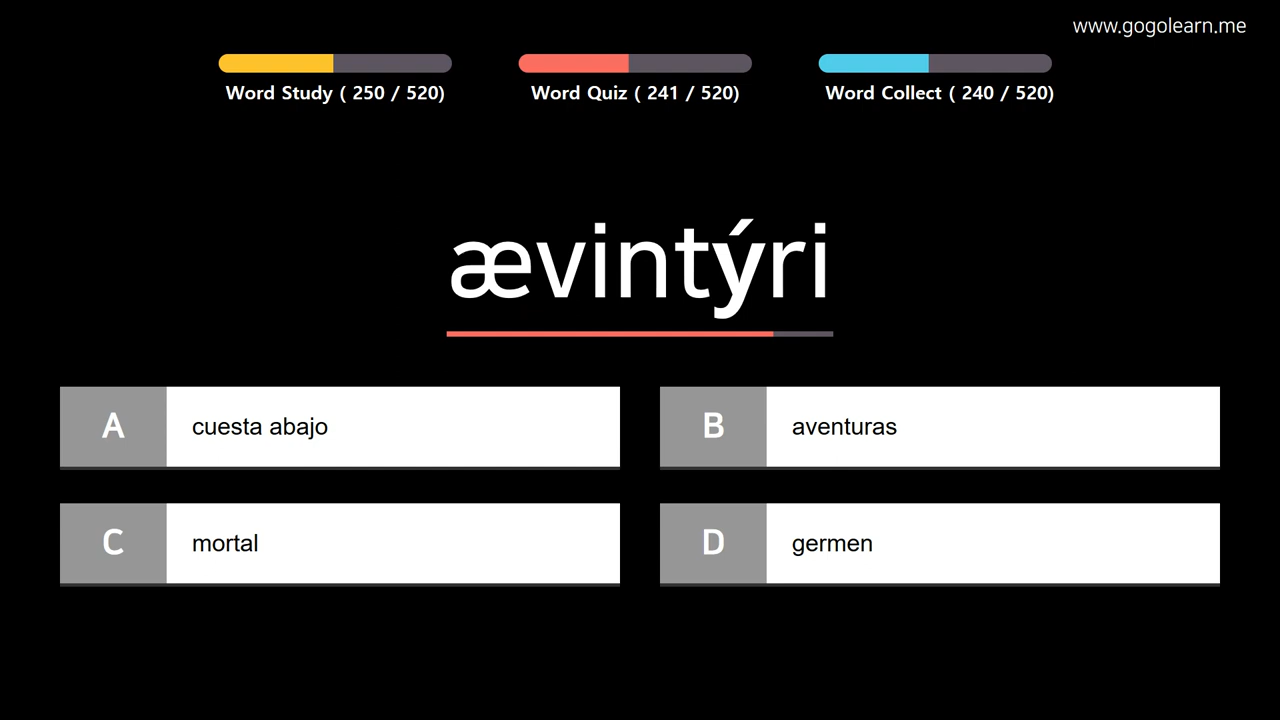 www.gogolearn.me
Word Study ( 250 / 520)
Word Quiz ( 241 / 520)
Word Collect ( 240 / 520)
ævintýri
A
cuesta abajo
B
aventuras
C
mortal
D
germen